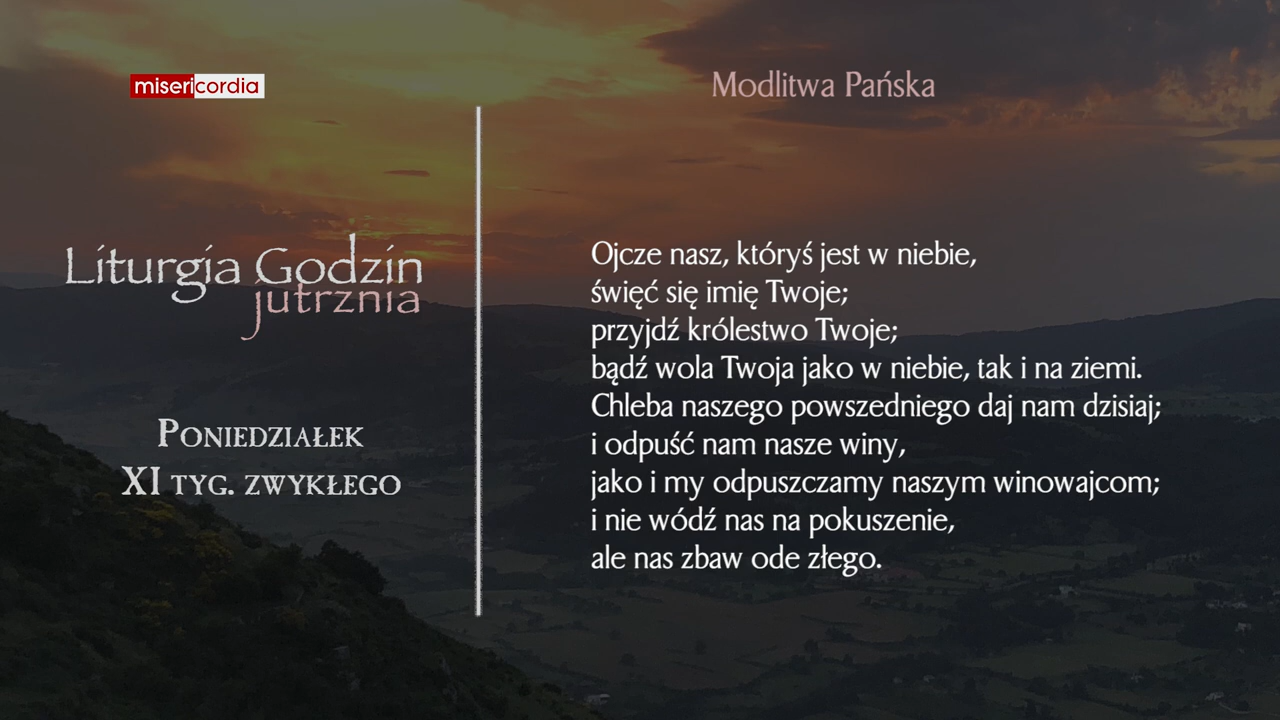 misericordia
Liturgia Godzin
jutrznia
Poniedziałek
XI tyg. zwykłego
Modlitwa Pańska
Ojcze nasz, któryś jest w niebie,
święć się imię Twoje;
przyjdź królestwo Twoje;
bądź wola Twoja jako w niebie, tak i na ziemi.
Chleba naszego powszedniego daj nam dzisiaj;
i odpuść nam nasze winy,
jako i my odpuszczamy naszym winowajcom;
i nie wódź nas na pokuszenie,
ale nas zbaw ode złego.